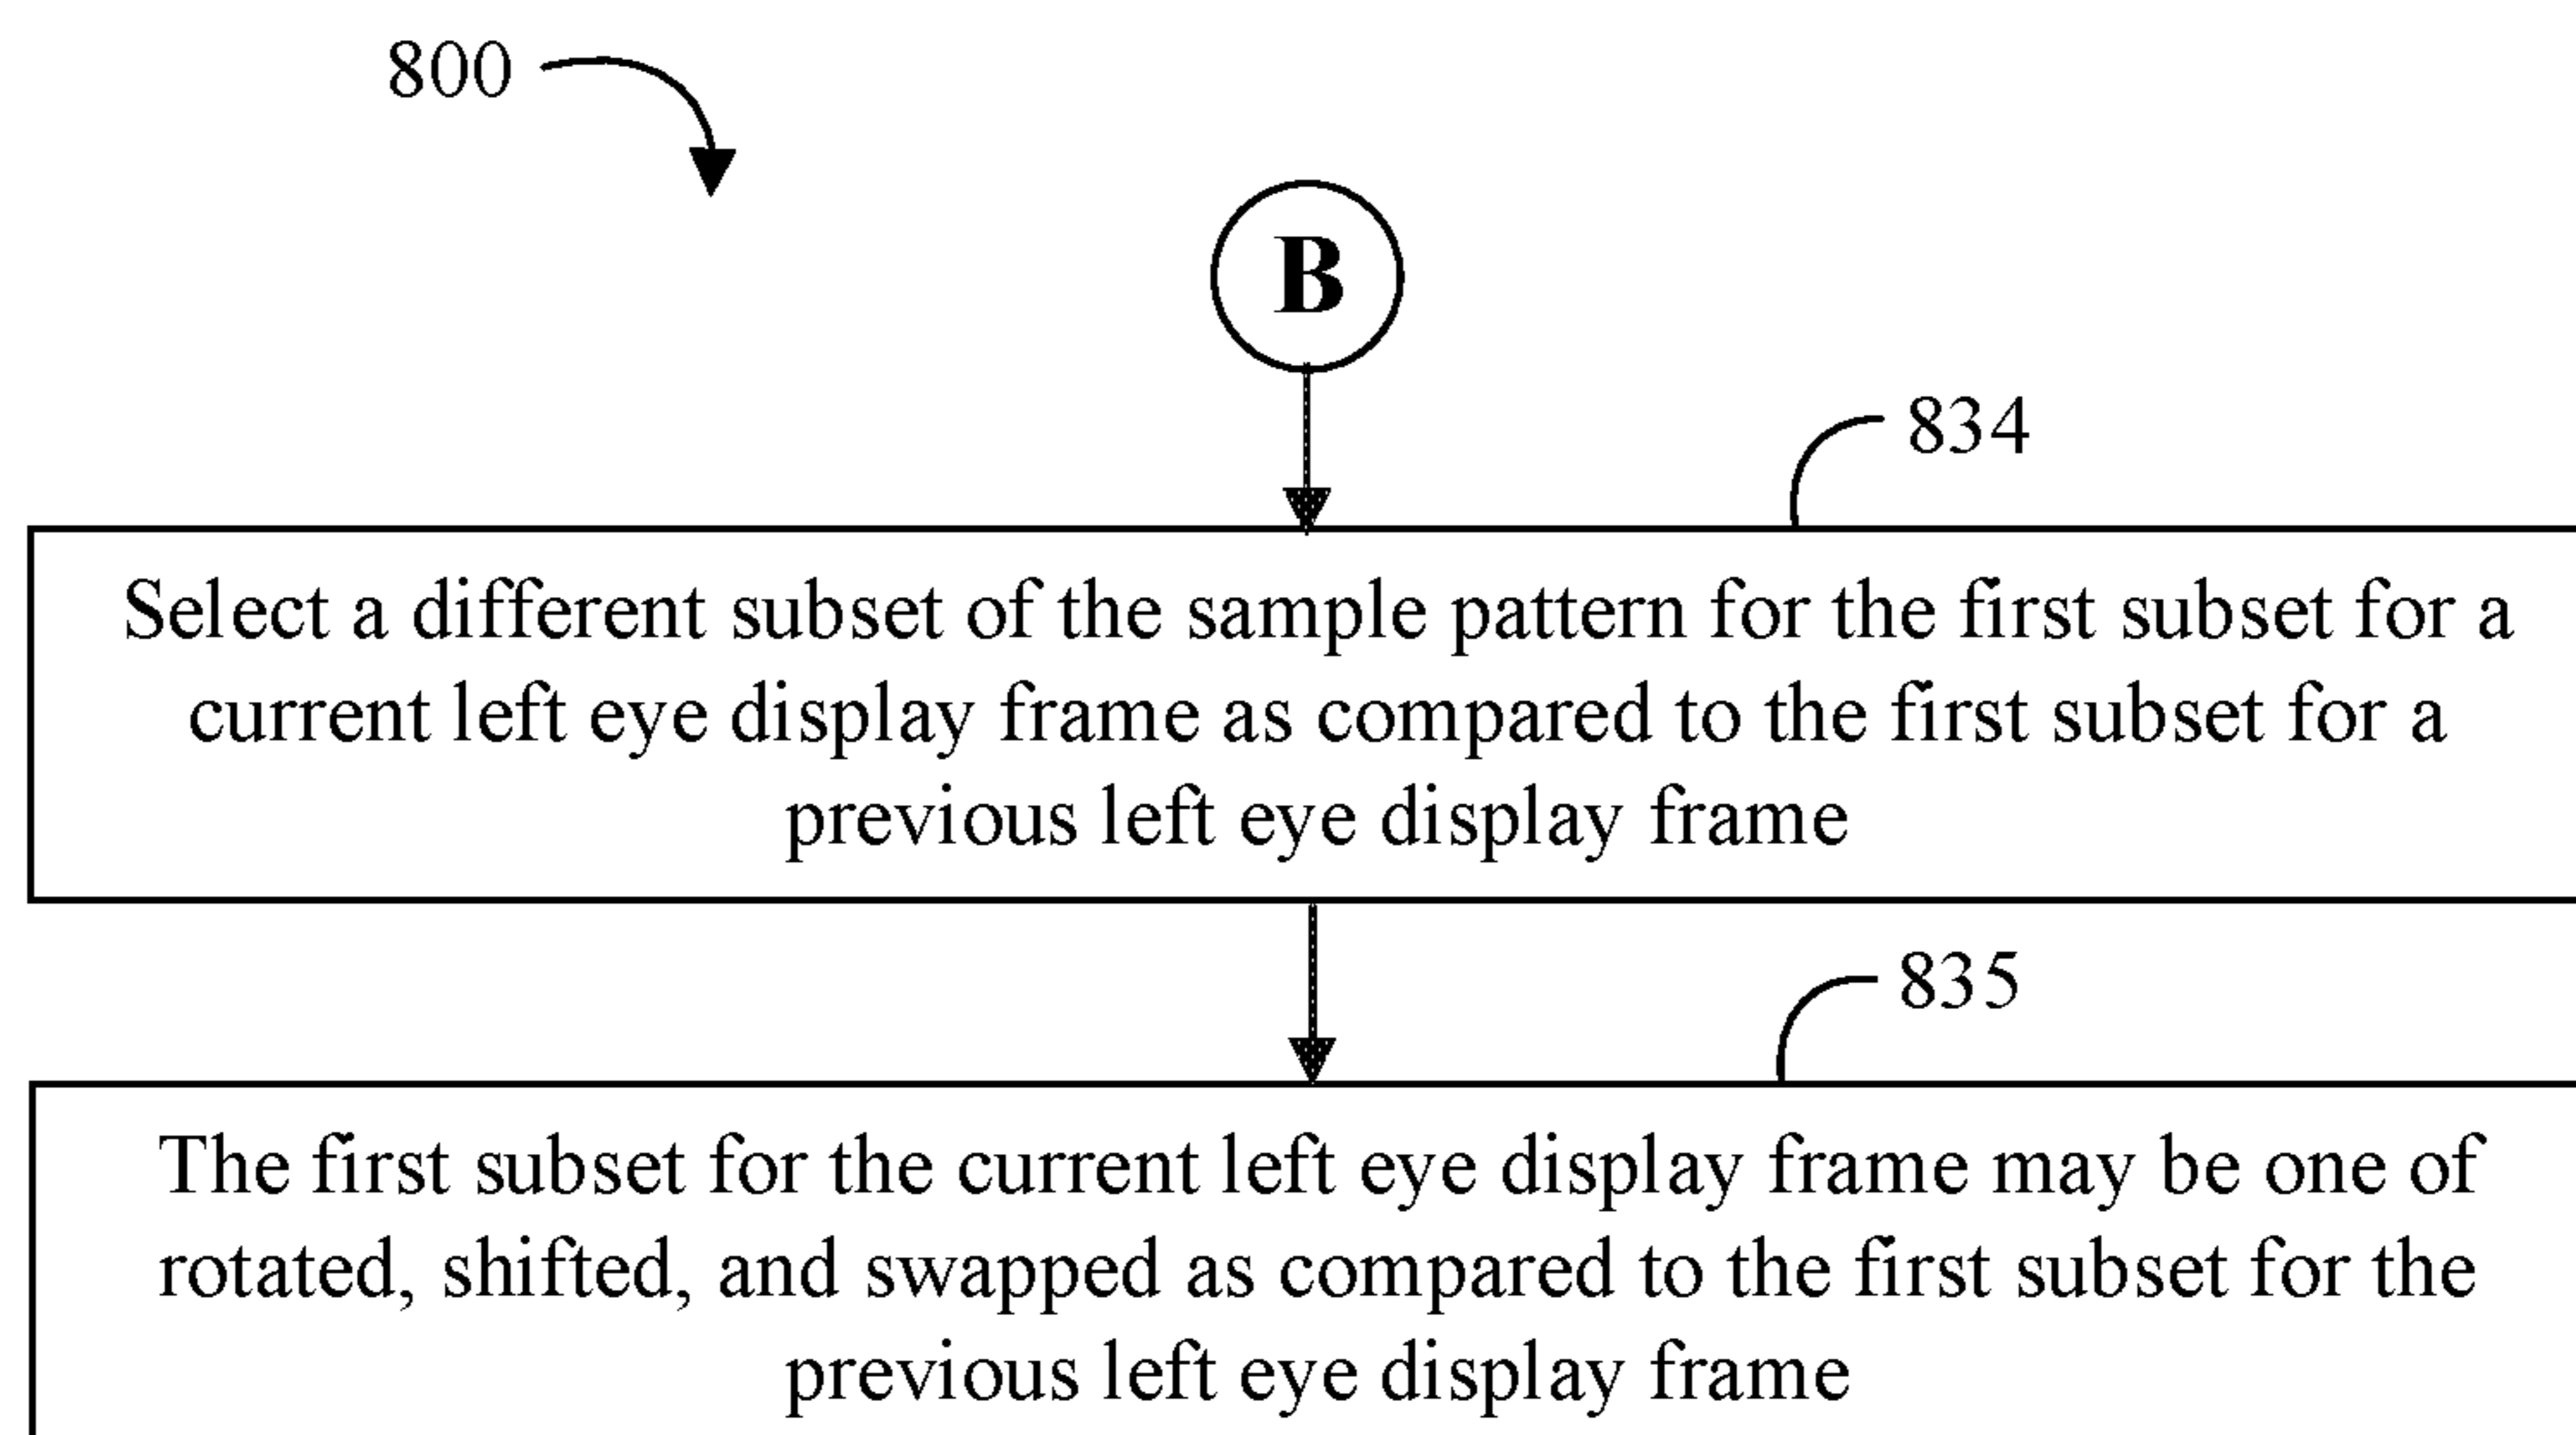 800
B
834
Select a different subset of the sample pattern for the first subset for a
current left eye display frame as compared to the first subset for a
previous left eye display frame
835
The first subset for the current left eye display frame may be one of
rotated, shifted, and swapped as compared to the first subset for the
previous left eye display frame